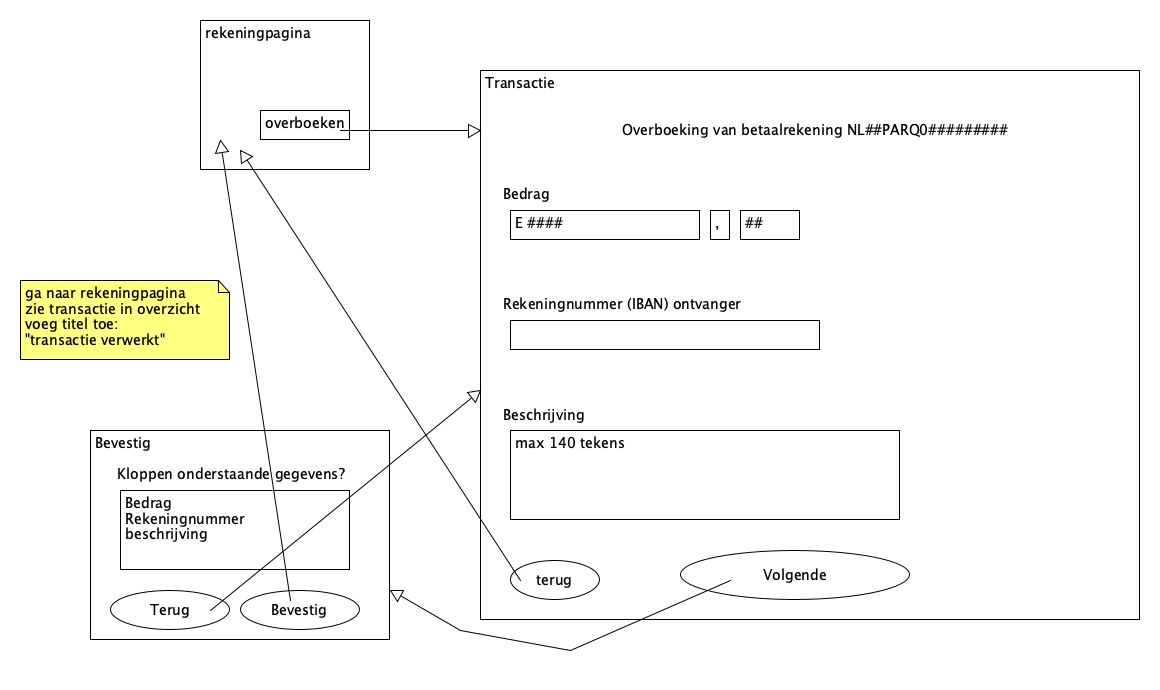 rekeningpagina
overboeken
Transactie
Overboeking van betaalrekening NL##PARQ0#########
Bedrag
E ####
,
##
Rekeningnummer (IBAN) ontvanger
Beschrijving
max 140 tekens
terug
Volgende
ga naar rekeningpagina
zie transactie in overzicht
voeg titel toe:
"transactie verwerkt"
Bevestig
Kloppen onderstaande gegevens?
Bedrag
Rekeningnummer
beschrijving
Terug
Bevestig